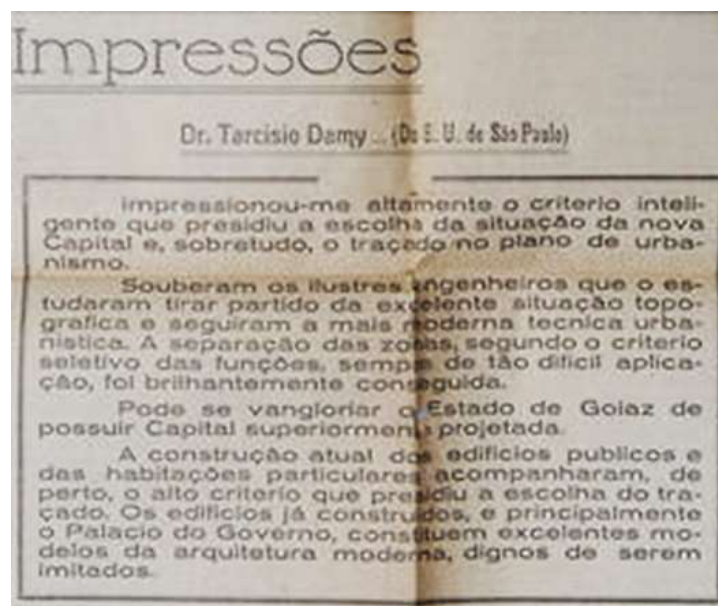 Impressões
Dr. Tarcisio Damy .. (Da E. U. de São Paulo)
Impressionou-me altamente o criterio inteli-
gente que presidiu a escolha da situação da nova
Capital e, sobretudo, o traçado no plano de urba-
nismo.
Souberam os ilustres engenheiros que o es-
tudaram tirar partido da excelente situação topo-
grafica e seguiram a mais moderna tecnica urba-
nistica. A separação das zonas, segundo o criterio
seletivo das funções, sempre de tão dificil aplica-
ção, foi brilhantemente conseguida.
Pode se vangloriar o Estado de Goiaz de
possuir Capital superiormente projetada.
A construção atual dos edificios publicos e
das habitações particulares acompanharam, de
perto, o alto criterio que presidiu a escolha do tra-
çado. Os edificios já construidos, e principalmente
o Palacio do Governo, constituem excelentes mo-
delos da arquitetura moderna, dignos de serem
imitados.